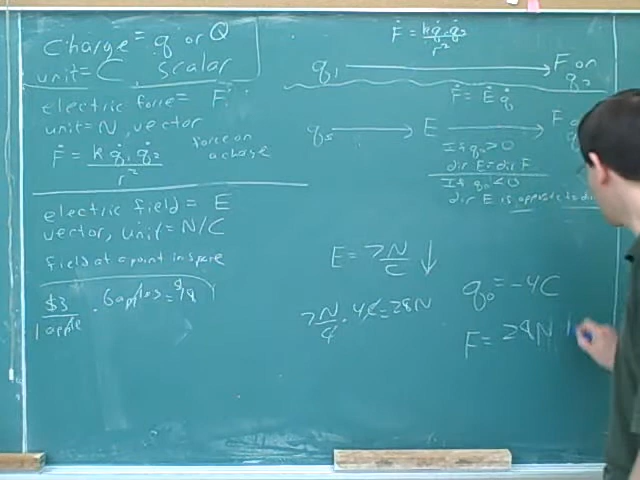 Charge = q or Q
unit = C, scalar
electric force = F
unit = N, vector
F = k q₁ q₂ / r²
force on
a charge
electric field = E
vector, unit = N/C
field at a point in space
$3 / 1 apple · 6 apples = $18
F = k q₁ q₂ / r²
q₁ → F on q₂
F = E q
→ E → F
If q₀ > 0
dir E = dir F
If q₀ < 0
dir E is opposite to dir
E = 7 N/C ↓
7 N/C · 4C = 28N
q₀ = -4C
F = 28N